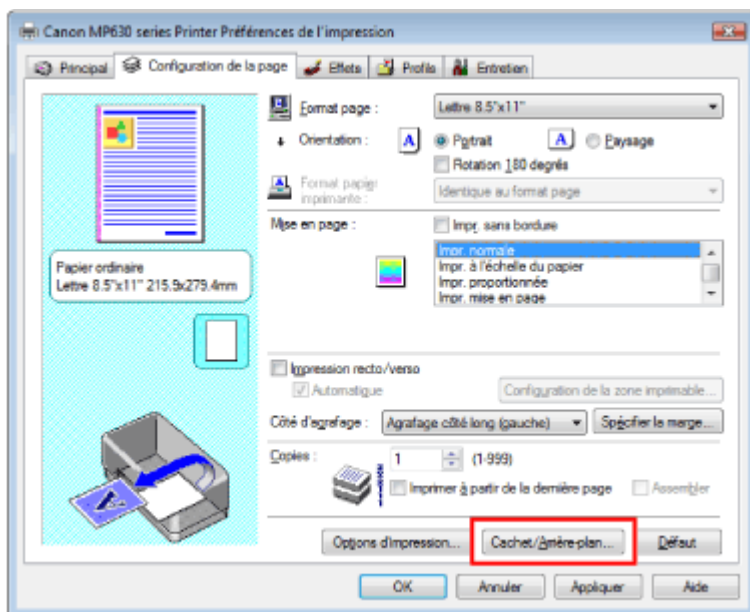 Canon MP630 series Printer Préférences de l'impression
Principal Configuration de la page Effets Profils Entretien
Format page : Lettre 8.5"x11"
Orientation : A Portrait A Paysage
Rotation 180 degrés
Format papier imprimante : Identique au format page
Mise en page : Impr. sans bordure
Impr. normale
Impr. à l'échelle du papier
Impr. proportionnée
Impr. mise en page
Papier ordinaire
Lettre 8.5"x11" 215.9x279.4mm
Impression recto/verso
Automatique Configuration de la zone imprimable...
Côté d'agrafage : Agrafage côté long (gauche) Spécifier la marge...
Copies : 1 (1-999)
Imprimer à partir de la dernière page Assembler
Options d'impression... Cachet/Arrière-plan... Défaut
OK Annuler Appliquer Aide